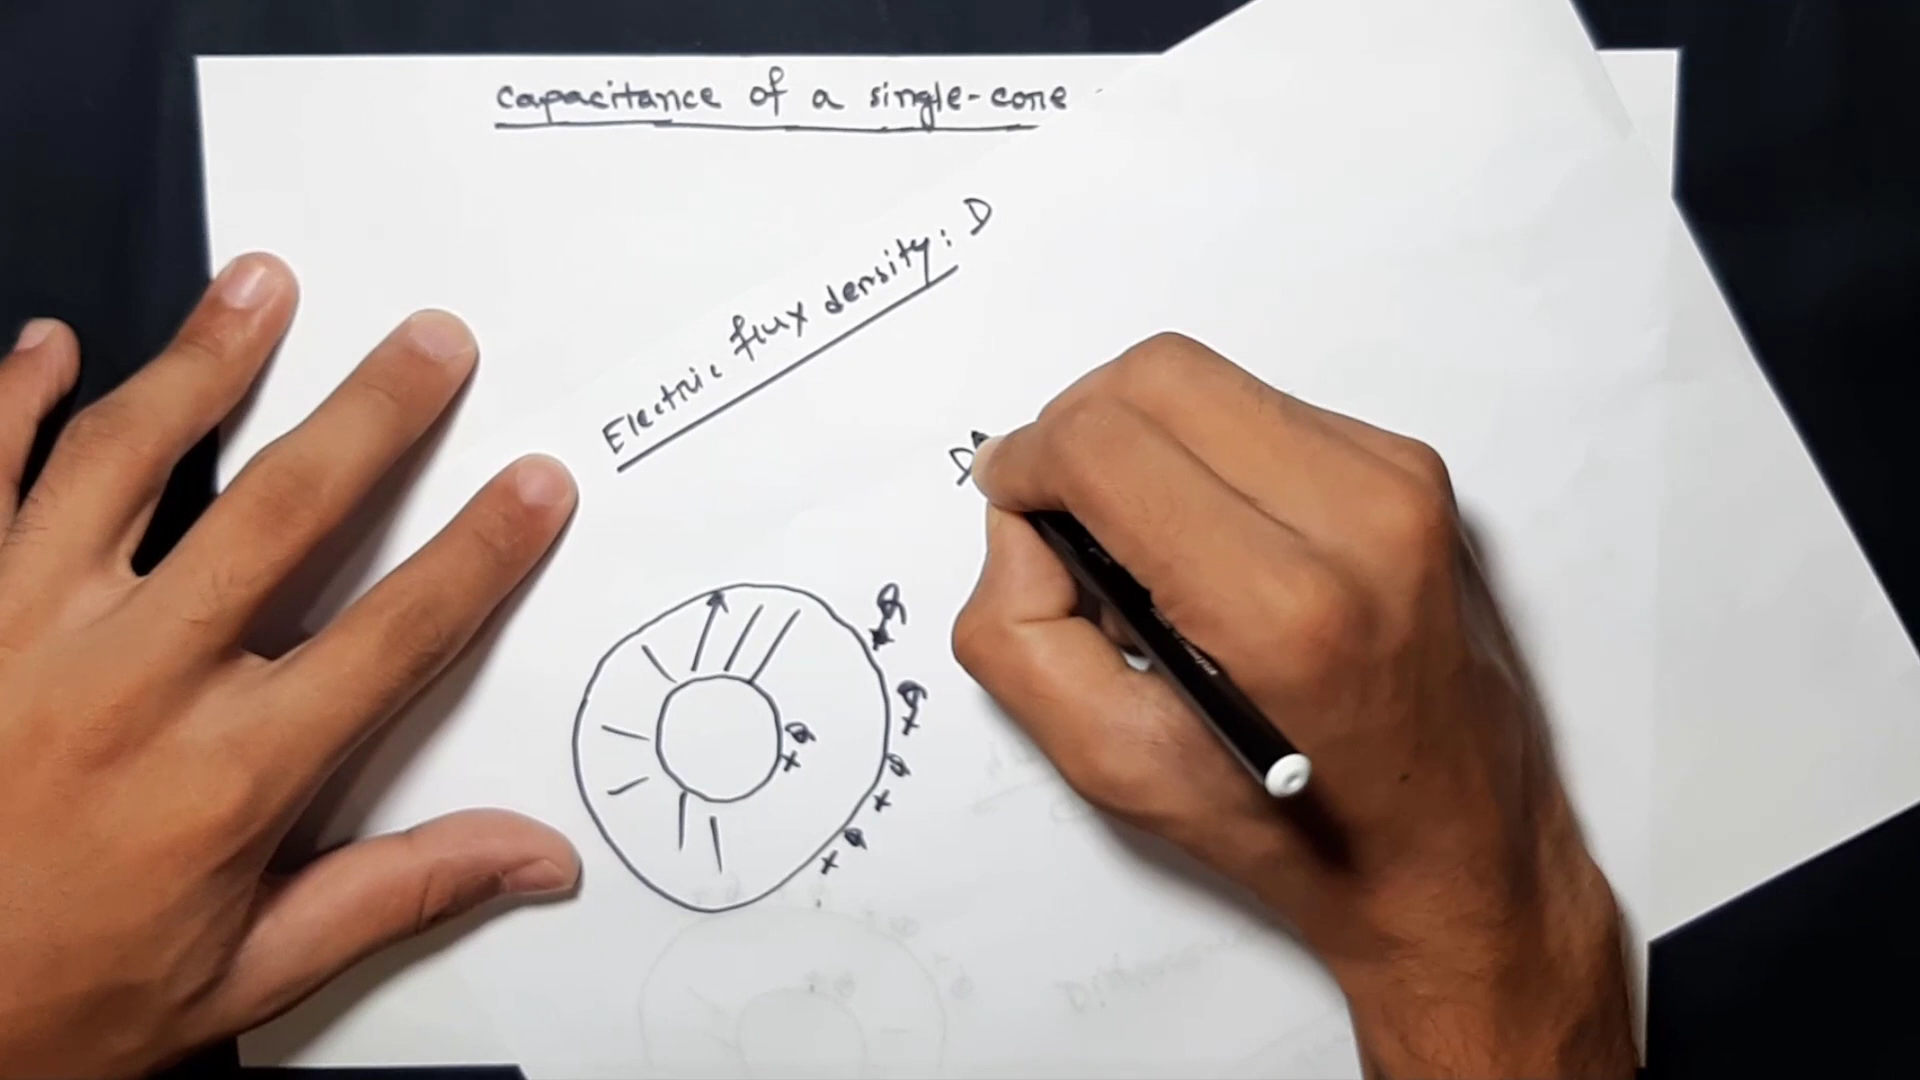 Capacitance of a single-core
Electric flux density: D
D
Q
+
Q
+
Q
+
Q
+
Q
+